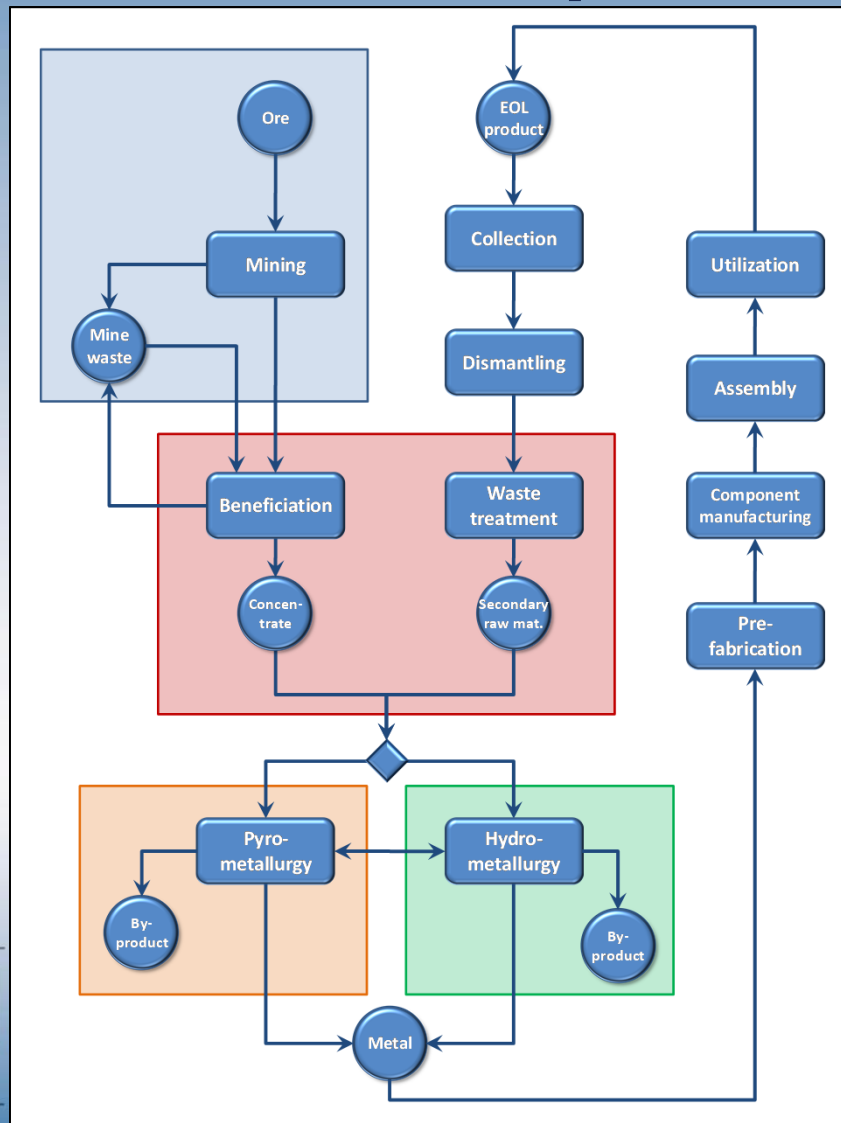 Ore
EOL
product
Collection
Mining
Utilization
Mine
waste
Dismantling
Assembly
Beneficiation
Waste
treatment
Component
manufacturing
Concen-
trate
Secondary
raw mat.
Pre-
fabrication
Pyro-
metallurgy
Hydro-
metallurgy
By-
product
By-
product
Metal